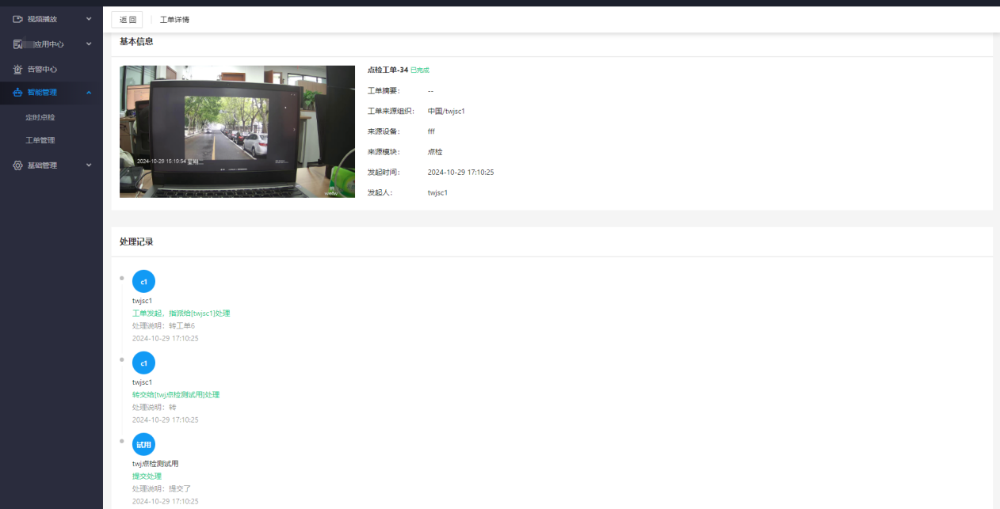 视频播放
应用中心
告警中心
智能管理
定时点检
工单管理
基础管理
返 回
工单详情
基本信息
2024-10-29 15:19:54 星期二
点检工单-34 已完成
工单摘要： --
工单来源组织： 中国/twjsc1
来源设备： fff
来源模块： 点检
发起时间： 2024-10-29 17:10:25
发起人： twjsc1
处理记录
c1
twjsc1
工单发起，指派给[twjsc1]处理
处理说明：转工单6
2024-10-29 17:10:25
c1
twjsc1
转交给[twj点检测试用]处理
处理说明：转
2024-10-29 17:10:25
试用
twj点检测试用
提交处理
处理说明：提交了
2024-10-29 17:10:25